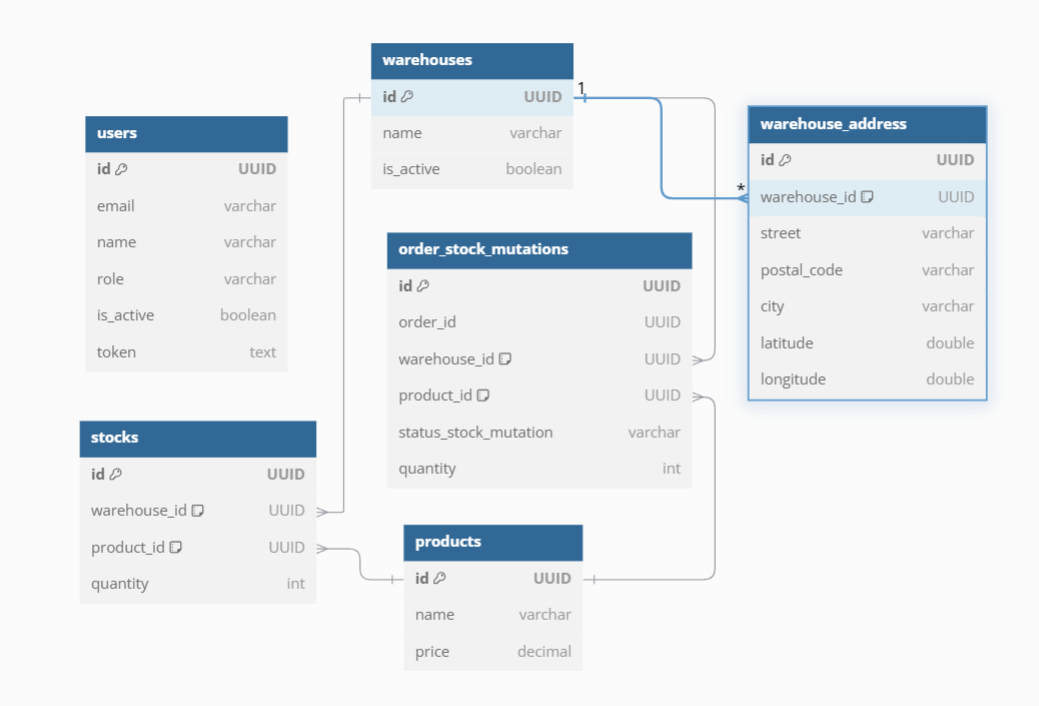 warehouses
id UUID
name varchar
is_active boolean
1
*
users
id UUID
email varchar
name varchar
role varchar
is_active boolean
token text
warehouse_address
id UUID
warehouse_id UUID
street varchar
postal_code varchar
city varchar
latitude double
longitude double
order_stock_mutations
id UUID
order_id UUID
warehouse_id UUID
product_id UUID
status_stock_mutation varchar
quantity int
stocks
id UUID
warehouse_id UUID
product_id UUID
quantity int
products
id UUID
name varchar
price decimal